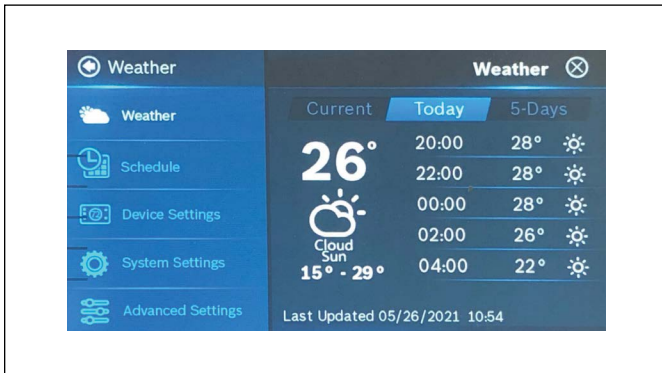 Weather
Weather
Weather
Schedule
Device Settings
System Settings
Advanced Settings
Current Today 5-Days
26°
Cloud
Sun
15° - 29°
20:00 28°
22:00 28°
00:00 28°
02:00 26°
04:00 22°
Last Updated 05/26/2021 10:54